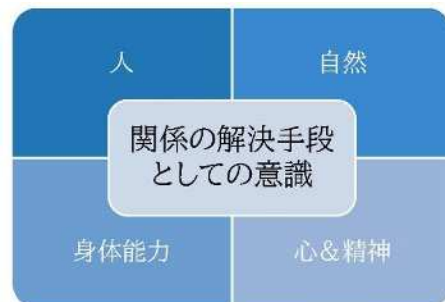 人
自然
関係の解決手段
としての意識
身体能力
心&精神